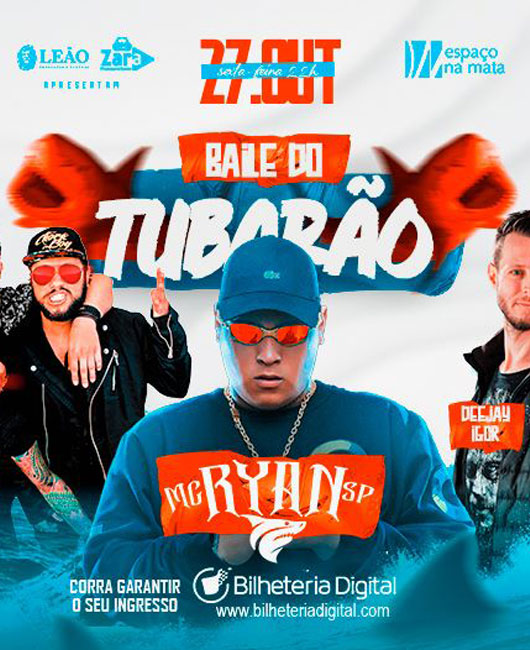 LEÃO
ZARA
APRESENTAM
27.OUT
sexta-feira 22h
espaço
na mata
BAILE DO
TUBARÃO
DEEJAY
IGOR
MC RYAN SP
CORRA GARANTIR
O SEU INGRESSO
Bilheteria Digital
www.bilheteriadigital.com